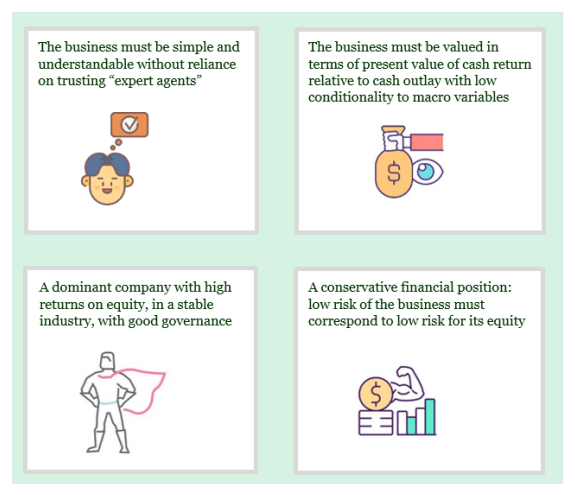 The business must be simple and
understandable without reliance
on trusting “expert agents”
The business must be valued in
terms of present value of cash return
relative to cash outlay with low
conditionality to macro variables
$
A dominant company with high
returns on equity, in a stable
industry, with good governance
A conservative financial position:
low risk of the business must
correspond to low risk for its equity
$